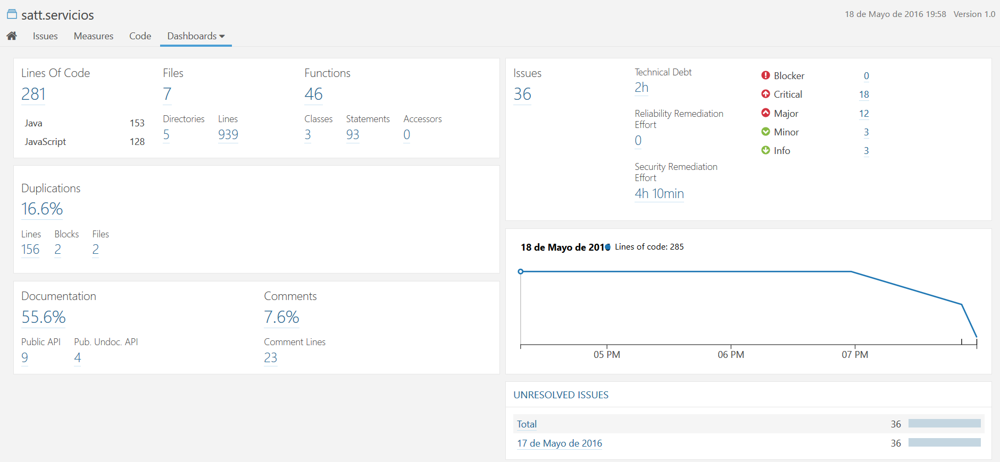 satt.servicios
18 de Mayo de 2016 19:58 Version 1.0
Issues Measures Code Dashboards
Lines Of Code
281
Java 153
JavaScript 128
Files
7
Directories Lines
5 939
Functions
46
Classes Statements Accessors
3 93 0
Duplications
16.6%
Lines Blocks Files
156 2 2
Documentation
55.6%
Public API Pub. Undoc. API
9 4
Comments
7.6%
Comment Lines
23
Issues
36
Technical Debt
2h
Reliability Remediation
Effort
0
Security Remediation
Effort
4h 10min
Blocker 0
Critical 18
Major 12
Minor 3
Info 3
18 de Mayo de 2016 Lines of code: 285
05 PM 06 PM 07 PM
UNRESOLVED ISSUES
Total 36
17 de Mayo de 2016 36